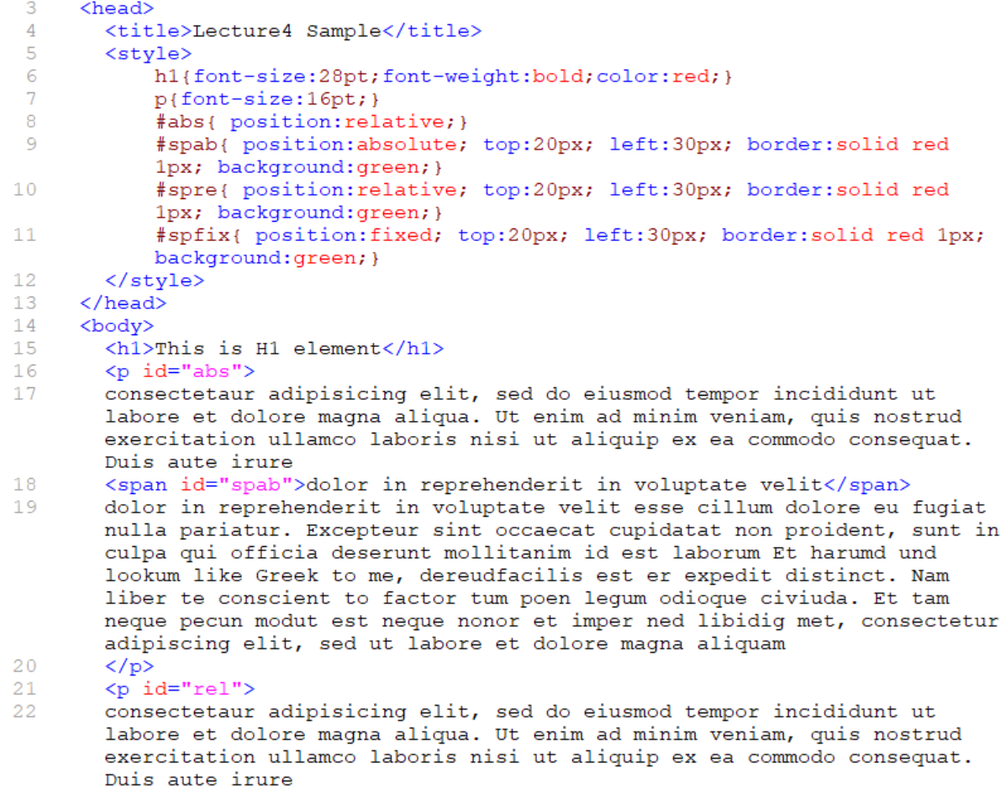 3 <head>
4 <title>Lecture4 Sample</title>
5 <style>
6 h1{font-size:28pt;font-weight:bold;color:red;}
7 p{font-size:16pt;}
8 #abs{ position:relative;}
9 #spab{ position:absolute; top:20px; left:30px; border:solid red
1px; background:green;}
10 #spre{ position:relative; top:20px; left:30px; border:solid red
1px; background:green;}
11 #spfix{ position:fixed; top:20px; left:30px; border:solid red 1px;
background:green;}
12 </style>
13 </head>
14 <body>
15 <h1>This is H1 element</h1>
16 <p id="abs">
17 consectetaur adipisicing elit, sed do eiusmod tempor incididunt ut
labore et dolore magna aliqua. Ut enim ad minim veniam, quis nostrud
exercitation ullamco laboris nisi ut aliquip ex ea commodo consequat.
Duis aute irure
18 <span id="spab">dolor in reprehenderit in voluptate velit</span>
19 dolor in reprehenderit in voluptate velit esse cillum dolore eu fugiat
nulla pariatur. Excepteur sint occaecat cupidatat non proident, sunt in
culpa qui officia deserunt mollitanim id est laborum Et harumd und
lookum like Greek to me, dereudfacilis est er expedit distinct. Nam
liber te conscient to factor tum poen legum odioque civiuda. Et tam
neque pecun modut est neque nonor et imper ned libidig met, consectetur
adipiscing elit, sed ut labore et dolore magna aliquam
20 </p>
21 <p id="rel">
22 consectetaur adipisicing elit, sed do eiusmod tempor incididunt ut
labore et dolore magna aliqua. Ut enim ad minim veniam, quis nostrud
exercitation ullamco laboris nisi ut aliquip ex ea commodo consequat.
Duis aute irure